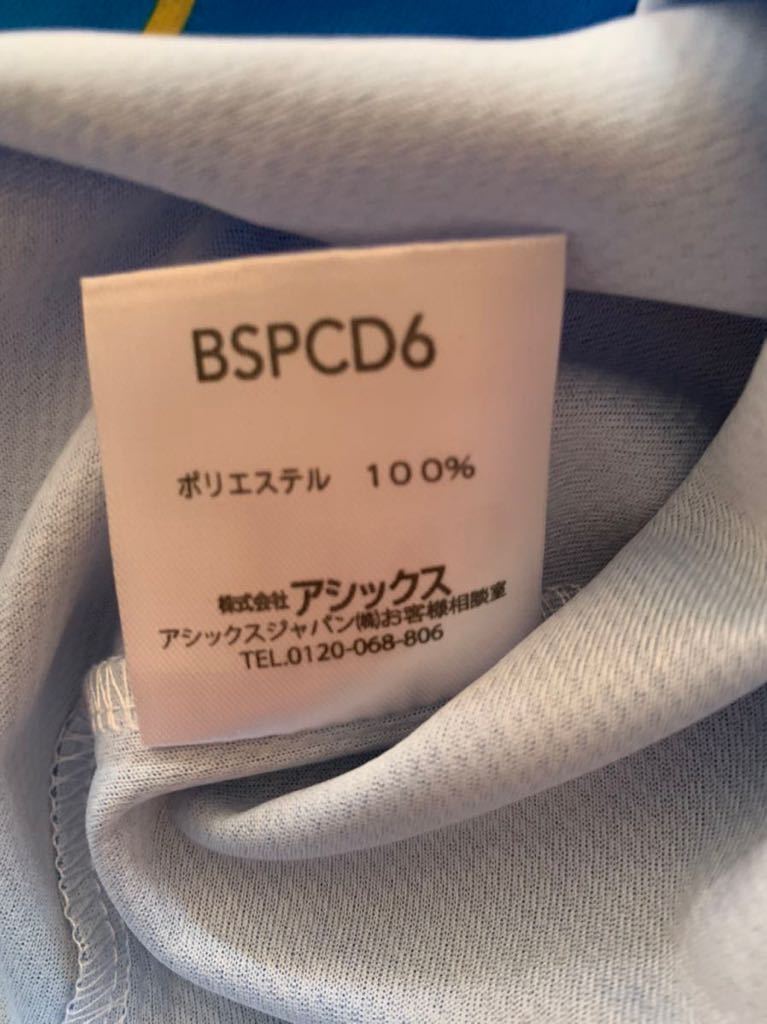 BSPCD6
ポリエステル　100%
株式会社アシックス
アシックスジャパン㈱お客様相談室
TEL.0120-068-806